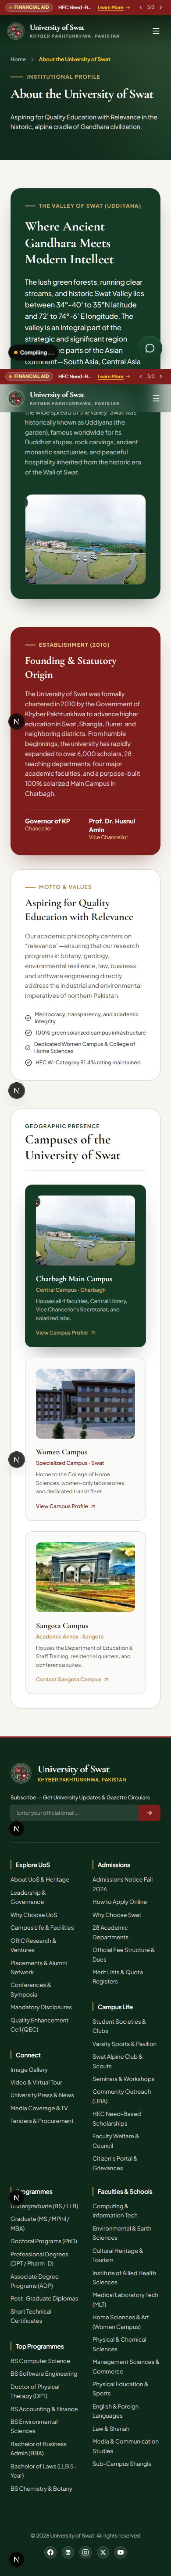 FINANCIAL AID HEC Need-B... Learn More 1/3
University of Swat
KHYBER PAKHTUNKHWA, PAKISTAN
Home > About the University of Swat
INSTITUTIONAL PROFILE
About the University of Swat
Aspiring for Quality Education with Relevance in the
historic, alpine cradle of Gandhara civilization.
THE VALLEY OF SWAT (UDDIYANA)
Where Ancient
Gandhara Meets
Modern Intellect
The lush green forests, running clear
streams, and historic Swat Valley lies
between 34° to 36° N latitude
and 72° to 74°-6' E longitude. The
valley is an integral part of the
strategic and significant region
parts of the Asian
Compiling ...
continent—South Asia, Central Asia
FINANCIAL AID HEC Need-B... Learn More 1/3
University of Swat
KHYBER PAKHTUNKHWA, PAKISTAN
the wide spread of Swat. Swat was
historically known as Uddiyana (the
garden), famous worldwide for its
Buddhist stupas, rock carvings, ancient
monastic sanctuaries, and peaceful
hospitality inherited from the historic era
of the Wali of Swat.
ESTABLISHMENT (2010)
Founding & Statutory
Origin
The University of Swat was formally
chartered in 2010 by the Government of
Khyber Pakhtunkhwa to advance higher
education in Swat, Shangla, Buner, and
neighboring districts. From humble
beginnings, the university has rapidly
expanded to over 6,500 scholars, 28
teaching departments, four major
academic faculties, and a purpose-built
100% solarized Main Campus in
Charbagh.
Governor of KP
Chancellor
Prof. Dr. Husnul
Amin
Vice Chancellor
MOTTO & VALUES
Aspiring for Quality
Education with Relevance
Our academic philosophy centers on
"relevance"—ensuring that our research
programs in botany, geology,
environmental resilience, law, business,
and software engineering directly
address the industrial and environmental
imperatives of northern Pakistan.
Meritocracy, transparency, and academic
integrity
100% green solarized campus infrastructure
Dedicated Women Campus & College of
Home Sciences
HEC W-Category 91.4% rating maintained
GEOGRAPHIC PRESENCE
Campuses of the
University of Swat
Charbagh Main Campus
Central Campus · Charbagh
Houses all 4 faculties, Central Library,
Vice Chancellor's Secretariat, and
solarized labs.
View Campus Profile
Women Campus
Specialized Campus · Swat
Home to the College of Home
Sciences, women-only laboratories,
and dedicated transit fleet.
View Campus Profile
Sangota Campus
Academic Annex · Sangota
Houses the Department of Education &
Staff Training, residential quarters, and
conference suites.
Contact Sangota Campus
University of Swat
KHYBER PAKHTUNKHWA, PAKISTAN
Subscribe — Get University Updates & Gazette Circulars
Enter your official email...
Explore UoS
About UoS & Heritage
Leadership &
Governance
Why Choose UoS
Campus Life & Facilities
ORIC Research &
Ventures
Placements & Alumni
Network
Conferences &
Symposia
Mandatory Disclosures
Quality Enhancement
Cell (QEC)
Connect
Image Gallery
Video & Virtual Tour
University Press & News
Media Coverage & TV
Tenders & Procurement
Admissions
Admissions Notice Fall
2026
How to Apply Online
Why Choose Swat
28 Academic
Departments
Official Fee Structure &
Dues
Merit Lists & Quota
Registers
Campus Life
Student Societies &
Clubs
Varsity Sports & Pavilion
Swat Alpine Club &
Scouts
Seminars & Workshops
Community Outreach
(UBA)
HEC Need-Based
Scholarships
Faculty Welfare &
Council
Citizen's Portal &
Grievances
Programmes
Undergraduate (BS / LLB)
Graduate (MS / MPhil /
MBA)
Doctoral Programs (PhD)
Professional Degrees
(DPT / Pharm-D)
Associate Degree
Programs (ADP)
Post-Graduate Diplomas
Short Technical
Certificates
Top Programmes
BS Computer Science
BS Software Engineering
Doctor of Physical
Therapy (DPT)
BS Accounting & Finance
BS Environmental
Sciences
Bachelor of Business
Admin (BBA)
Bachelor of Laws (LLB 5-
Year)
BS Chemistry & Botany
Faculties & Schools
Computing &
Information Tech
Environmental & Earth
Sciences
Cultural Heritage &
Tourism
Institute of Allied Health
Sciences
Medical Laboratory Tech
(MLT)
Home Sciences & Art
(Women Campus)
Physical & Chemical
Sciences
Management Sciences &
Commerce
Physical Education &
Sports
English & Foreign
Languages
Law & Shariah
Media & Communication
Studies
Sub-Campus Shangla
© 2026 University of Swat. All rights reserved